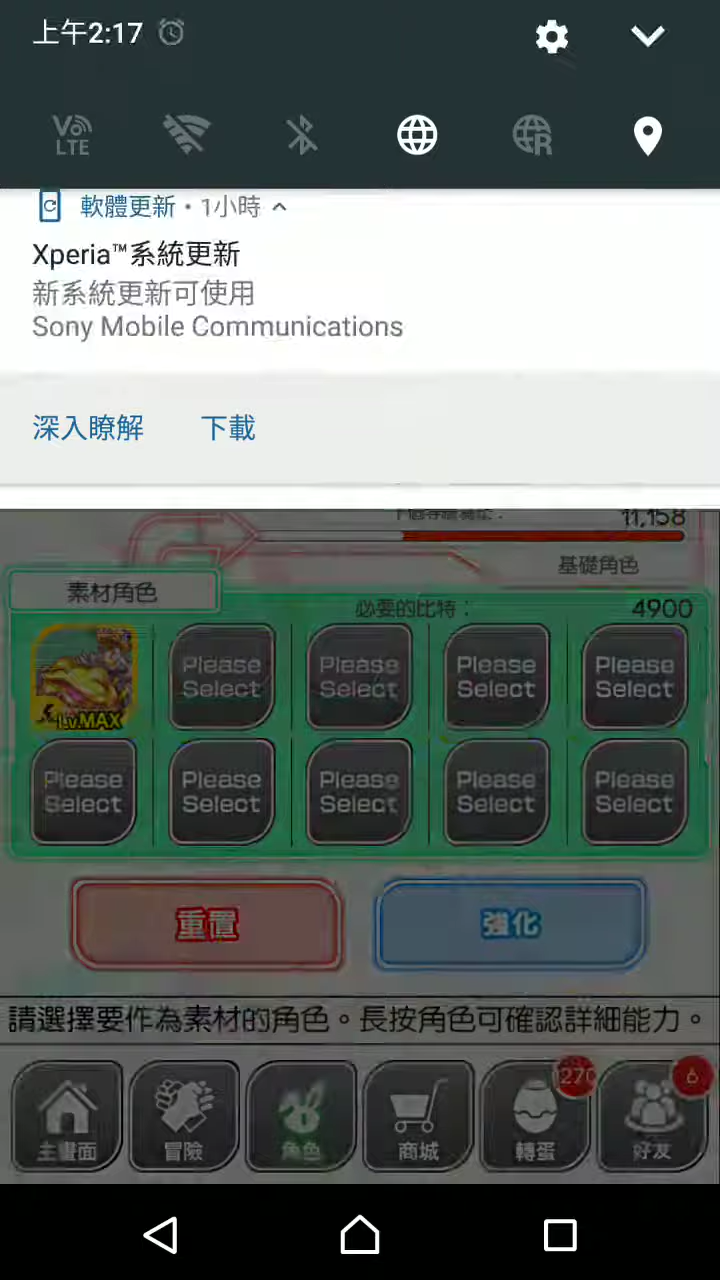 上午2:17
Vo LTE
R
軟體更新 · 1小時
Xperia™系統更新
新系統更新可使用
Sony Mobile Communications
深入瞭解 下載
11,158
基礎角色
素材角色
必要的比特： 4900
Lv.MAX
Please Select Please Select Please Select Please Select
Please Select Please Select Please Select Please Select Please Select
重置 強化
請選擇要作為素材的角色。長按角色可確認詳細能力。
270 6
主畫面 冒險 角色 商城 轉蛋 好友